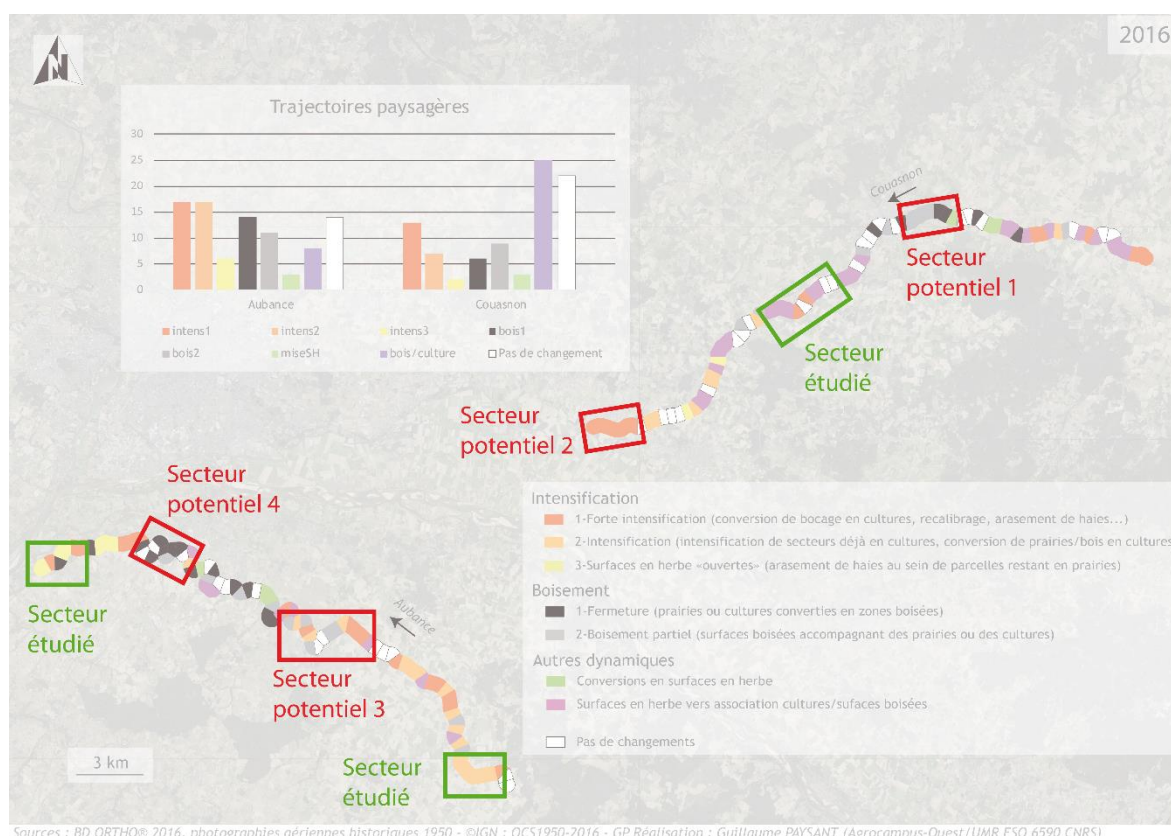 2016
N
Trajectoires paysagères
30
25
20
15
10
5
0
Aubance
Couasnon
intens1
intens2
intens3
bois1
bois2
miseSH
bois/culture
Pas de changement
Couasnon
Secteur
potentiel 1
Secteur
étudié
Secteur
potentiel 2
Secteur
potentiel 4
Secteur
étudié
Aubance
Secteur
potentiel 3
Secteur
étudié
3 km
Intensification
1-Forte intensification (conversion de bocage en cultures, recalibrage, arasement de haies...)
2-Intensification (intensification de secteurs déjà en cultures, conversion de prairies/bois en cultures
3-Surfaces en herbe «ouvertes» (arasement de haies au sein de parcelles restant en prairies)
Boisement
1-Fermeture (prairies ou cultures converties en zones boisées)
2-Boisement partiel (surfaces boisées accompagnant des prairies ou des cultures)
Autres dynamiques
Conversions en surfaces en herbe
Surfaces en herbe vers association cultures/sufaces boisées
Pas de changements
Sources : BD ORTHO® 2016, photographies aériennes historiques 1950 - ©IGN ; OCS1950-2016 - GP Réalisation : Guillaume PAYSANT (Agrocampus-Ouest/UMR ESO 6590 CNRS)